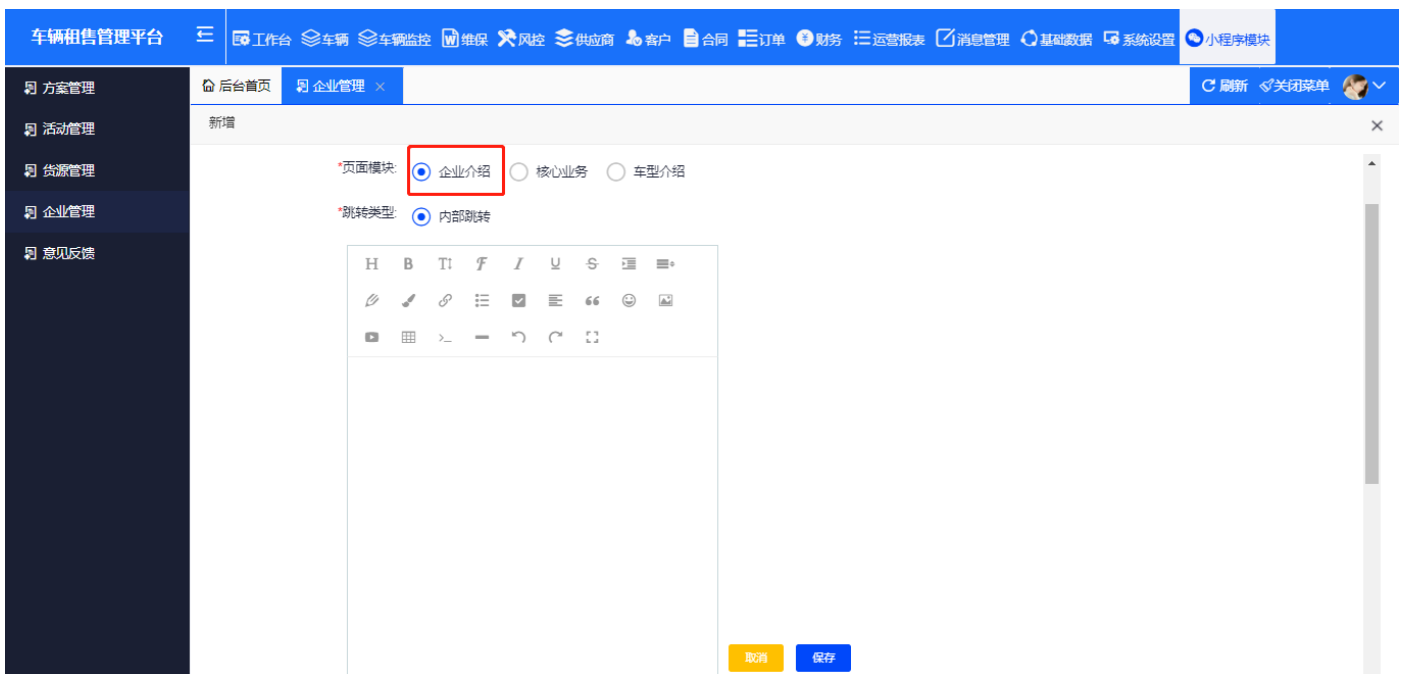 车辆租售管理平台 工作台 车辆 车辆监控 维保 风控 供应商 客户 合同 订单 财务 运营报表 消息管理 基础数据 系统设置 小程序模块
方案管理
活动管理
货源管理
企业管理
意见反馈
后台首页 企业管理 × 刷新 关闭菜单
新增
*页面模块: 企业介绍 核心业务 车型介绍
*跳转类型: 内部跳转
取消 保存